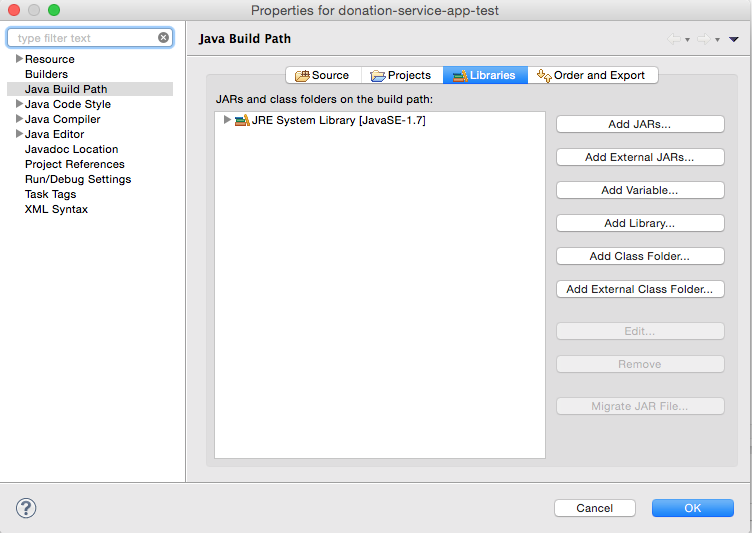 Properties for donation-service-app-test
type filter text
Resource
Builders
Java Build Path
Java Code Style
Java Compiler
Java Editor
Javadoc Location
Project References
Run/Debug Settings
Task Tags
XML Syntax
Java Build Path
Source
Projects
Libraries
Order and Export
JARs and class folders on the build path:
JRE System Library [JavaSE-1.7]
Add JARs...
Add External JARs...
Add Variable...
Add Library...
Add Class Folder...
Add External Class Folder...
Edit...
Remove
Migrate JAR File...
?
Cancel
OK